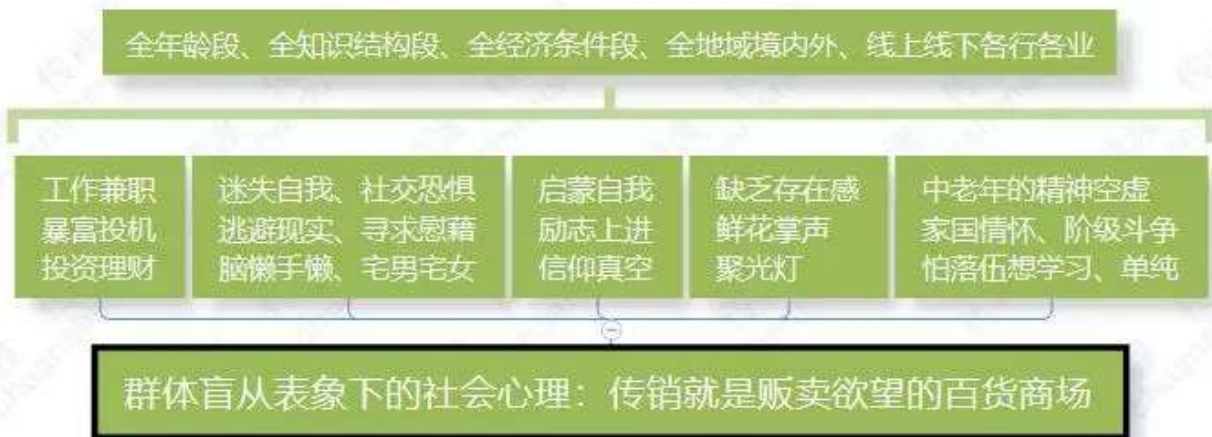 全年龄段、全知识结构段、全经济条件段、全地域境内外、线上线下各行各业
工作兼职
暴富投机
投资理财
迷失自我、社交恐惧
逃避现实、寻求慰藉
脑懒手懒、宅男宅女
启蒙自我
励志上进
信仰真空
缺乏存在感
鲜花掌声
聚光灯
中老年的精神空虚
家国情怀、阶级斗争
怕落伍想学习、单纯
群体盲从表象下的社会心理：传销就是贩卖欲望的百货商场